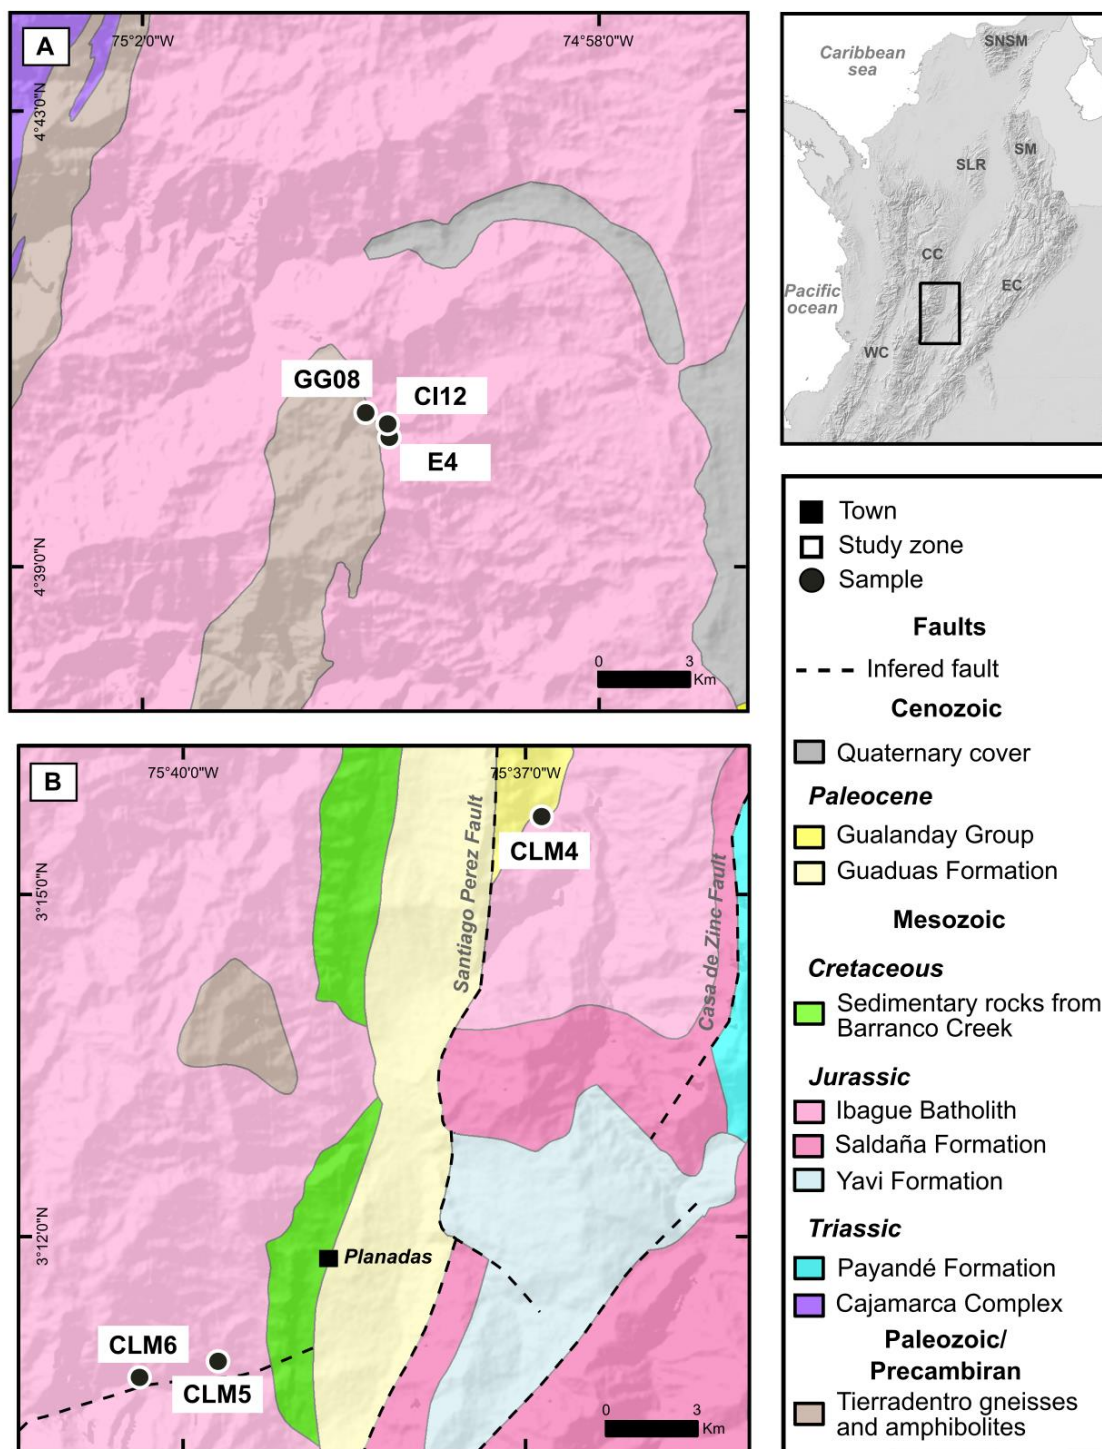 A
75°2'0"W
74°58'0"W
4°43'0"N
GG08
CI12
E4
4°39'0"N
0 3
Km
Caribbean
sea
SNSM
SM
SLR
CC
EC
Pacific
ocean
WC
Town
Study zone
Sample
Faults
Infered fault
Cenozoic
Quaternary cover
Paleocene
Gualanday Group
Guaduas Formation
Mesozoic
Cretaceous
Sedimentary rocks from
Barranco Creek
Jurassic
Ibague Batholith
Saldaña Formation
Yavi Formation
Triassic
Payandé Formation
Cajamarca Complex
Paleozoic/
Precambiran
Tierradentro gneisses
and amphibolites
B
75°40'0"W
75°37'0"W
Santiago Perez Fault
CLM4
3°15'0"N
Casa de Zinc Fault
3°12'0"N
Planadas
CLM6
CLM5
0 3
Km